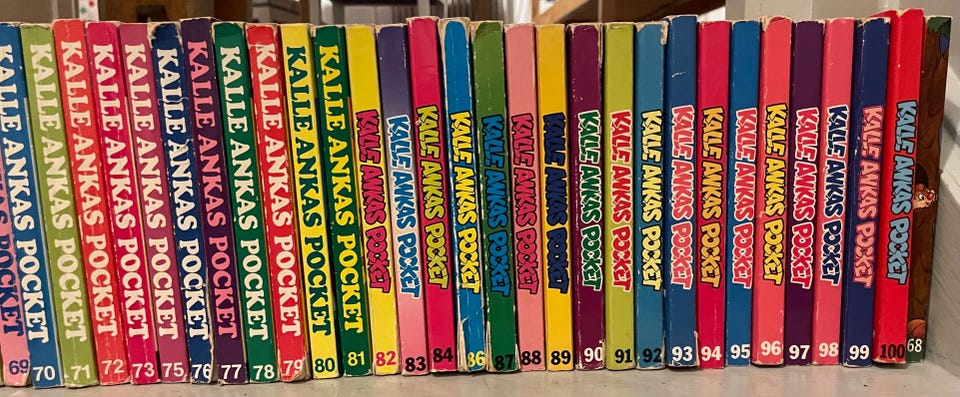 AS POCKET
69
KALLE ANKAS POCKET
70
KALLE ANKAS POCKET
71
KALLE ANKAS POCKET
72
KALLE ANKAS POCKET
73
KALLE ANKAS POCKET
75
KALLE ANKAS POCKET
76
KALLE ANKAS POCKET
77
KALLE ANKAS POCKET
78
KALLE ANKAS POCKET
79
KALLE ANKAS POCKET
80
KALLE ANKAS POCKET
81
KALLE ANKAS POCKET
82
KALLE ANKAS POCKET
83
KALLE ANKAS POCKET
84
KALLE ANKAS POCKET
86
KALLE ANKAS POCKET
87
KALLE ANKAS POCKET
88
KALLE ANKAS POCKET
89
KALLE ANKAS POCKET
90
KALLE ANKAS POCKET
91
KALLE ANKAS POCKET
92
KALLE ANKAS POCKET
93
KALLE ANKAS POCKET
94
KALLE ANKAS POCKET
95
KALLE ANKAS POCKET
96
KALLE ANKAS POCKET
97
KALLE ANKAS POCKET
98
KALLE ANKAS POCKET
99
KALLE ANKAS POCKET
100
68